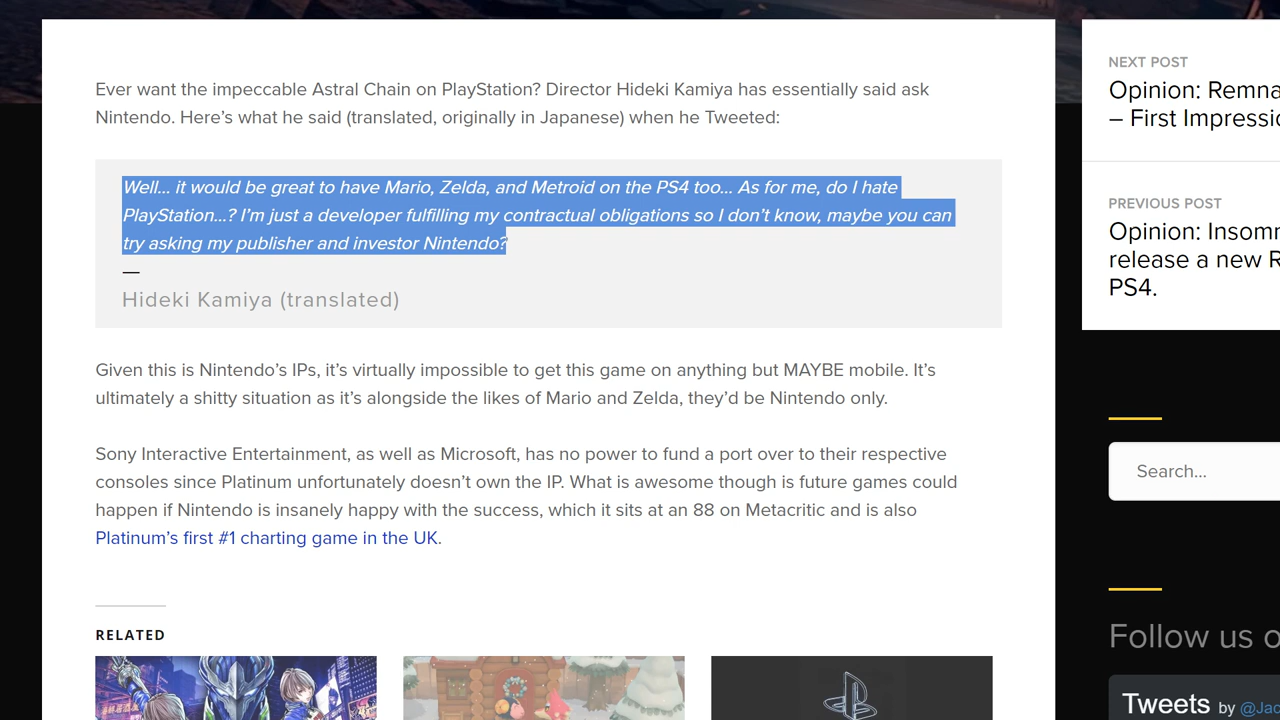 Ever want the impeccable Astral Chain on PlayStation? Director Hideki Kamiya has essentially said ask
Nintendo. Here’s what he said (translated, originally in Japanese) when he Tweeted:
Well... it would be great to have Mario, Zelda, and Metroid on the PS4 too... As for me, do I hate
PlayStation...? I’m just a developer fulfilling my contractual obligations so I don’t know, maybe you can
try asking my publisher and investor Nintendo?
—
Hideki Kamiya (translated)
Given this is Nintendo’s IPs, it’s virtually impossible to get this game on anything but MAYBE mobile. It’s
ultimately a shitty situation as it’s alongside the likes of Mario and Zelda, they’d be Nintendo only.
Sony Interactive Entertainment, as well as Microsoft, has no power to fund a port over to their respective
consoles since Platinum unfortunately doesn’t own the IP. What is awesome though is future games could
happen if Nintendo is insanely happy with the success, which it sits at an 88 on Metacritic and is also
Platinum’s first #1 charting game in the UK.
RELATED
NEXT POST
Opinion: Remna
– First Impressio
PREVIOUS POST
Opinion: Insomn
release a new R
PS4.
Search...
Follow us o
Tweets by @Jac